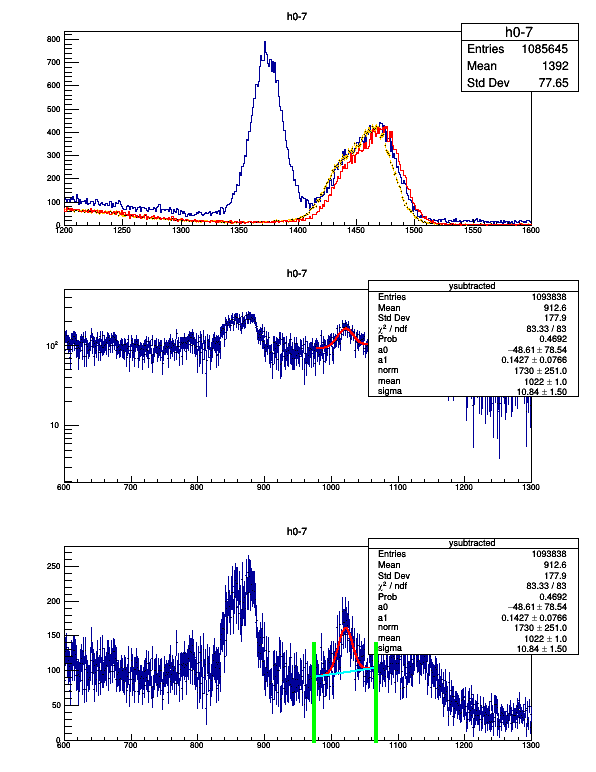 h0-7
h0-7
Entries 1085645
Mean 1392
Std Dev 77.65
800
700
600
500
400
300
200
100
0
1200 1250 1300 1350 1400 1450 1500 1550 1600
h0-7
ysubtracted
Entries 1093838
Mean 912.6
Std Dev 177.9
χ² / ndf 83.33 / 83
Prob 0.4692
a0 −48.61 ± 78.54
a1 0.1427 ± 0.0766
norm 1730 ± 251.0
mean 1022 ± 1.0
sigma 10.84 ± 1.50
10²
10
600 700 800 900 1000 1100 1200 1300
h0-7
ysubtracted
Entries 1093838
Mean 912.6
Std Dev 177.9
χ² / ndf 83.33 / 83
Prob 0.4692
a0 −48.61 ± 78.54
a1 0.1427 ± 0.0766
norm 1730 ± 251.0
mean 1022 ± 1.0
sigma 10.84 ± 1.50
250
200
150
100
50
0
600 700 800 900 1000 1100 1200 1300